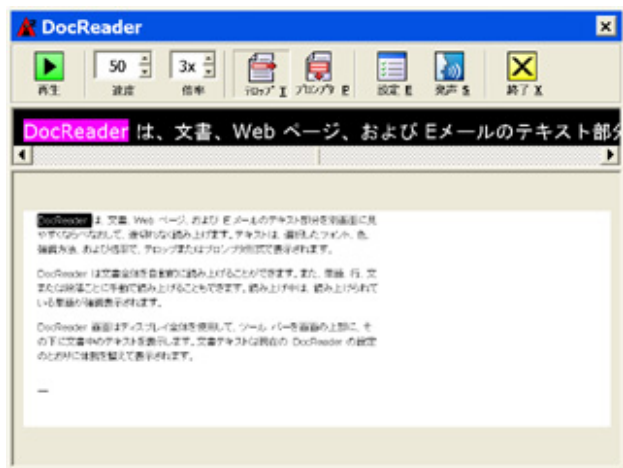 DocReader
50
3x
再生
速度
倍率
テロップ T
プロンプタ P
設定 E
発声 S
終了 X
DocReader は、文書、Web ページ、および Eメールのテキスト部分
DocReader は、文書、Web ページ、および Eメールのテキスト部分を別画面に見
やすくならべなおして、途切れなく読み上げます。テキストは、選択したフォント、色、
強調方法、および倍率で、テロップまたはプロンプタ形式で表示されます。
DocReader は文書全体を自動的に読み上げることができます。また、単語、行、文
または段落ごとに手動で読み上げることもできます。読み上げ中は、読み上げられて
いる単語が強調表示されます。
DocReader 画面はディスプレイ全体を使用して、ツール バーを画面の上部に、そ
の下に文書中のテキストを表示します。文書テキストは現在の DocReader の設定
のとおりに体裁を整えて表示されます。